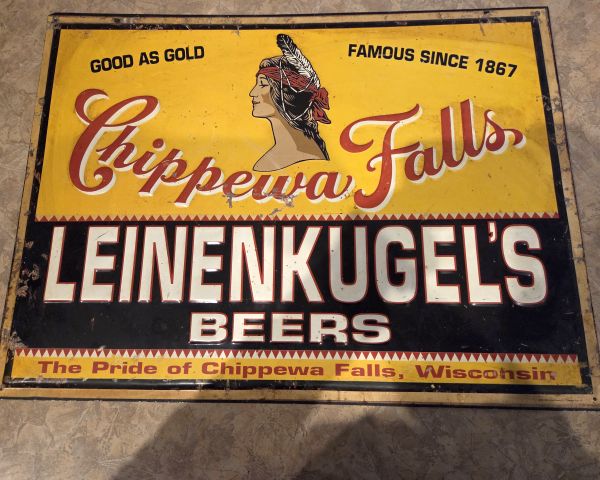 GOOD AS GOLD
FAMOUS SINCE 1867
Chippewa Falls
LEINENKUGEL'S
BEERS
The Pride of Chippewa Falls, Wisconsin